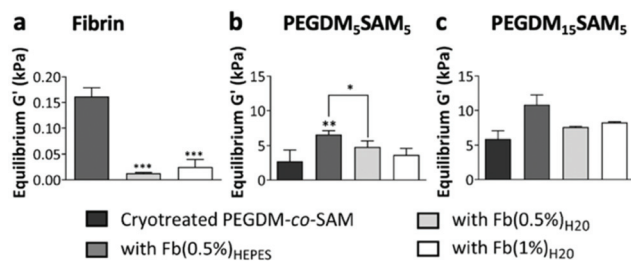 a Fibrin
Equilibrium G' (kPa)
0.20
0.15
0.10
0.05
0.00
***
***
b PEGDM5SAM5
Equilibrium G' (kPa)
15
10
5
0
**
*
c PEGDM15SAM5
Equilibrium G' (kPa)
15
10
5
0
Cryotreated PEGDM-co-SAM
with Fb(0.5%)HEPES
with Fb(0.5%)H20
with Fb(1%)H20